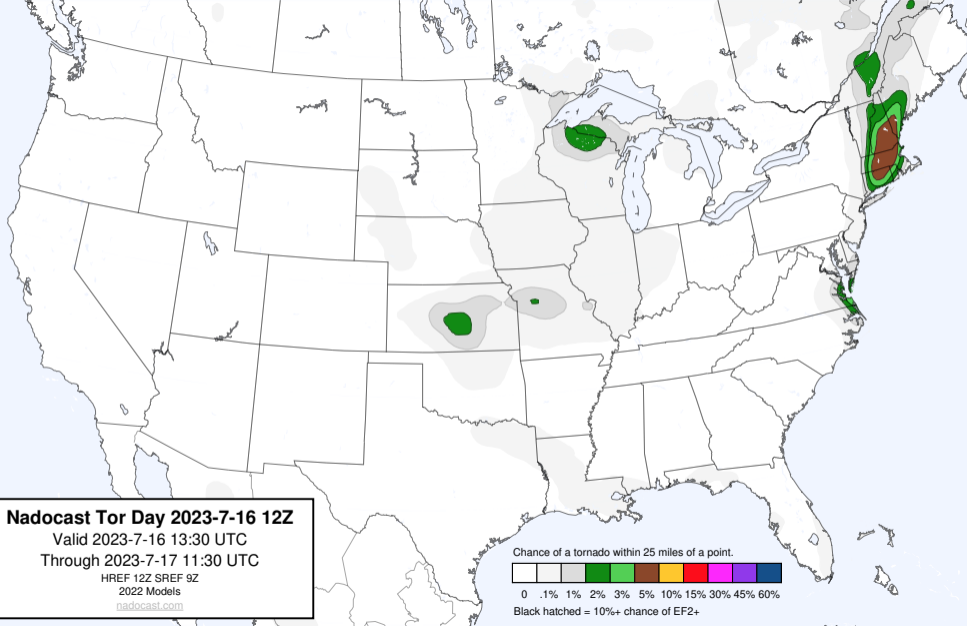 Nadocast Tor Day 2023-7-16 12Z
Valid 2023-7-16 13:30 UTC
Through 2023-7-17 11:30 UTC
HREF 12Z SREF 9Z
2022 Models
nadocast.com
Chance of a tornado within 25 miles of a point.
0 .1% 1% 2% 3% 5% 10% 15% 30% 45% 60%
Black hatched = 10%+ chance of EF2+